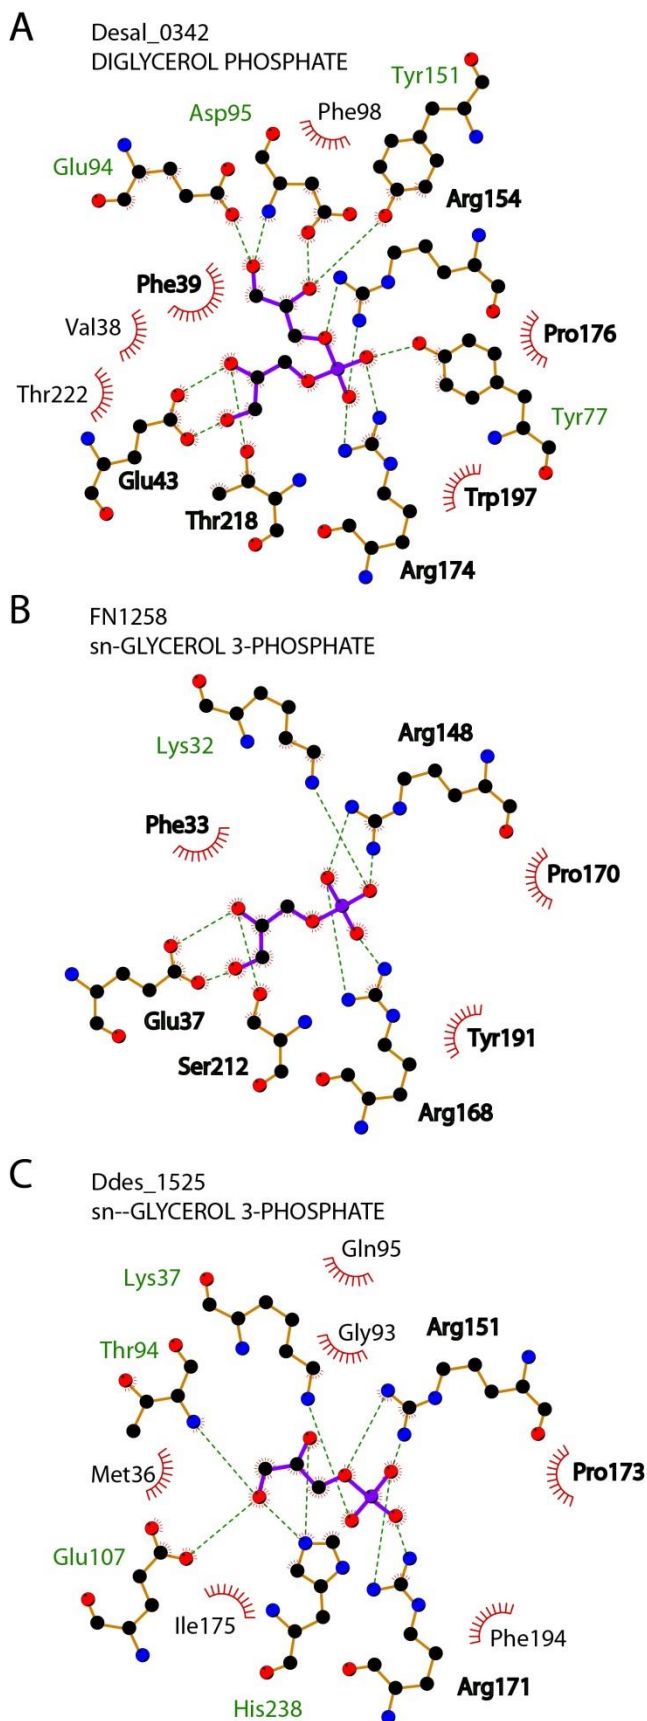 A
Desal_0342
DIGLYCEROL PHOSPHATE
Tyr151
Asp95
Phe98
Glu94
Arg154
Phe39
Val38
Pro176
Thr222
Tyr77
Glu43
Trp197
Thr218
Arg174
B
FN1258
sn-GLYCEROL 3-PHOSPHATE
Lys32
Arg148
Phe33
Pro170
Glu37
Tyr191
Ser212
Arg168
C
Ddes_1525
sn--GLYCEROL 3-PHOSPHATE
Gln95
Lys37
Gly93
Arg151
Thr94
Met36
Pro173
Glu107
Ile175
Phe194
Arg171
His238